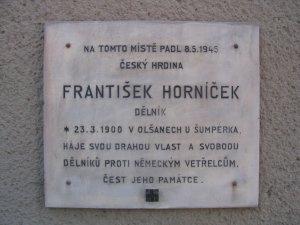 NA TOMTO MÍSTĚ PADL 8.5.1945
ČESKÝ HRDINA
FRANTIŠEK HORNÍČEK
DĚLNÍK
* 23.3.1900 V OLŠANECH U ŠUMPERKA,
HÁJE SVOU DRAHOU VLAST A SVOBODU
DĚLNÍKŮ PROTI NĚMECKÝM VETŘELCŮM.
ČEST JEHO PAMÁTCE.